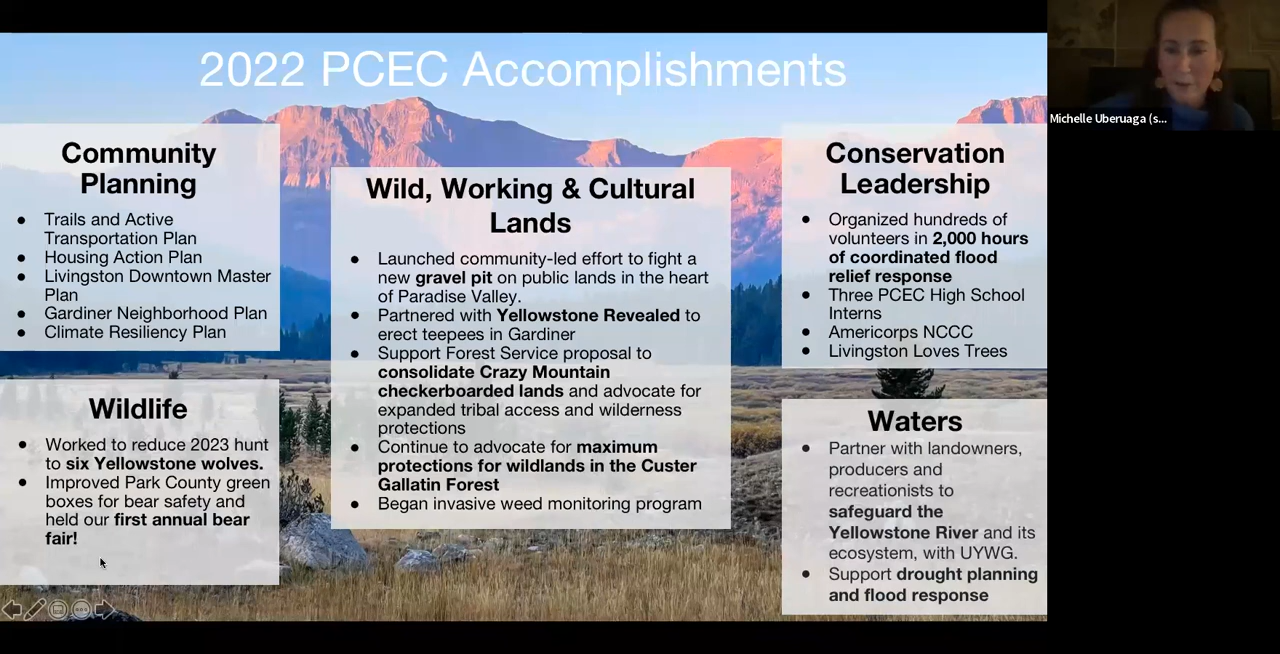 2022 PCEC Accomplishments
Michelle Uberuaga (s...
Community
Planning
● Trails and Active
Transportation Plan
● Housing Action Plan
● Livingston Downtown Master
Plan
● Gardiner Neighborhood Plan
● Climate Resiliency Plan
Wildlife
● Worked to reduce 2023 hunt
to six Yellowstone wolves.
● Improved Park County green
boxes for bear safety and
held our first annual bear
fair!
Wild, Working & Cultural
Lands
● Launched community-led effort to fight a
new gravel pit on public lands in the heart
of Paradise Valley.
● Partnered with Yellowstone Revealed to
erect teepees in Gardiner
● Support Forest Service proposal to
consolidate Crazy Mountain
checkerboarded lands and advocate for
expanded tribal access and wilderness
protections
● Continue to advocate for maximum
protections for wildlands in the Custer
Gallatin Forest
● Began invasive weed monitoring program
Conservation
Leadership
● Organized hundreds of
volunteers in 2,000 hours
of coordinated flood
relief response
● Three PCEC High School
Interns
● Americorps NCCC
● Livingston Loves Trees
Waters
● Partner with landowners,
producers and
recreationists to
safeguard the
Yellowstone River and its
ecosystem, with UYWG.
● Support drought planning
and flood response